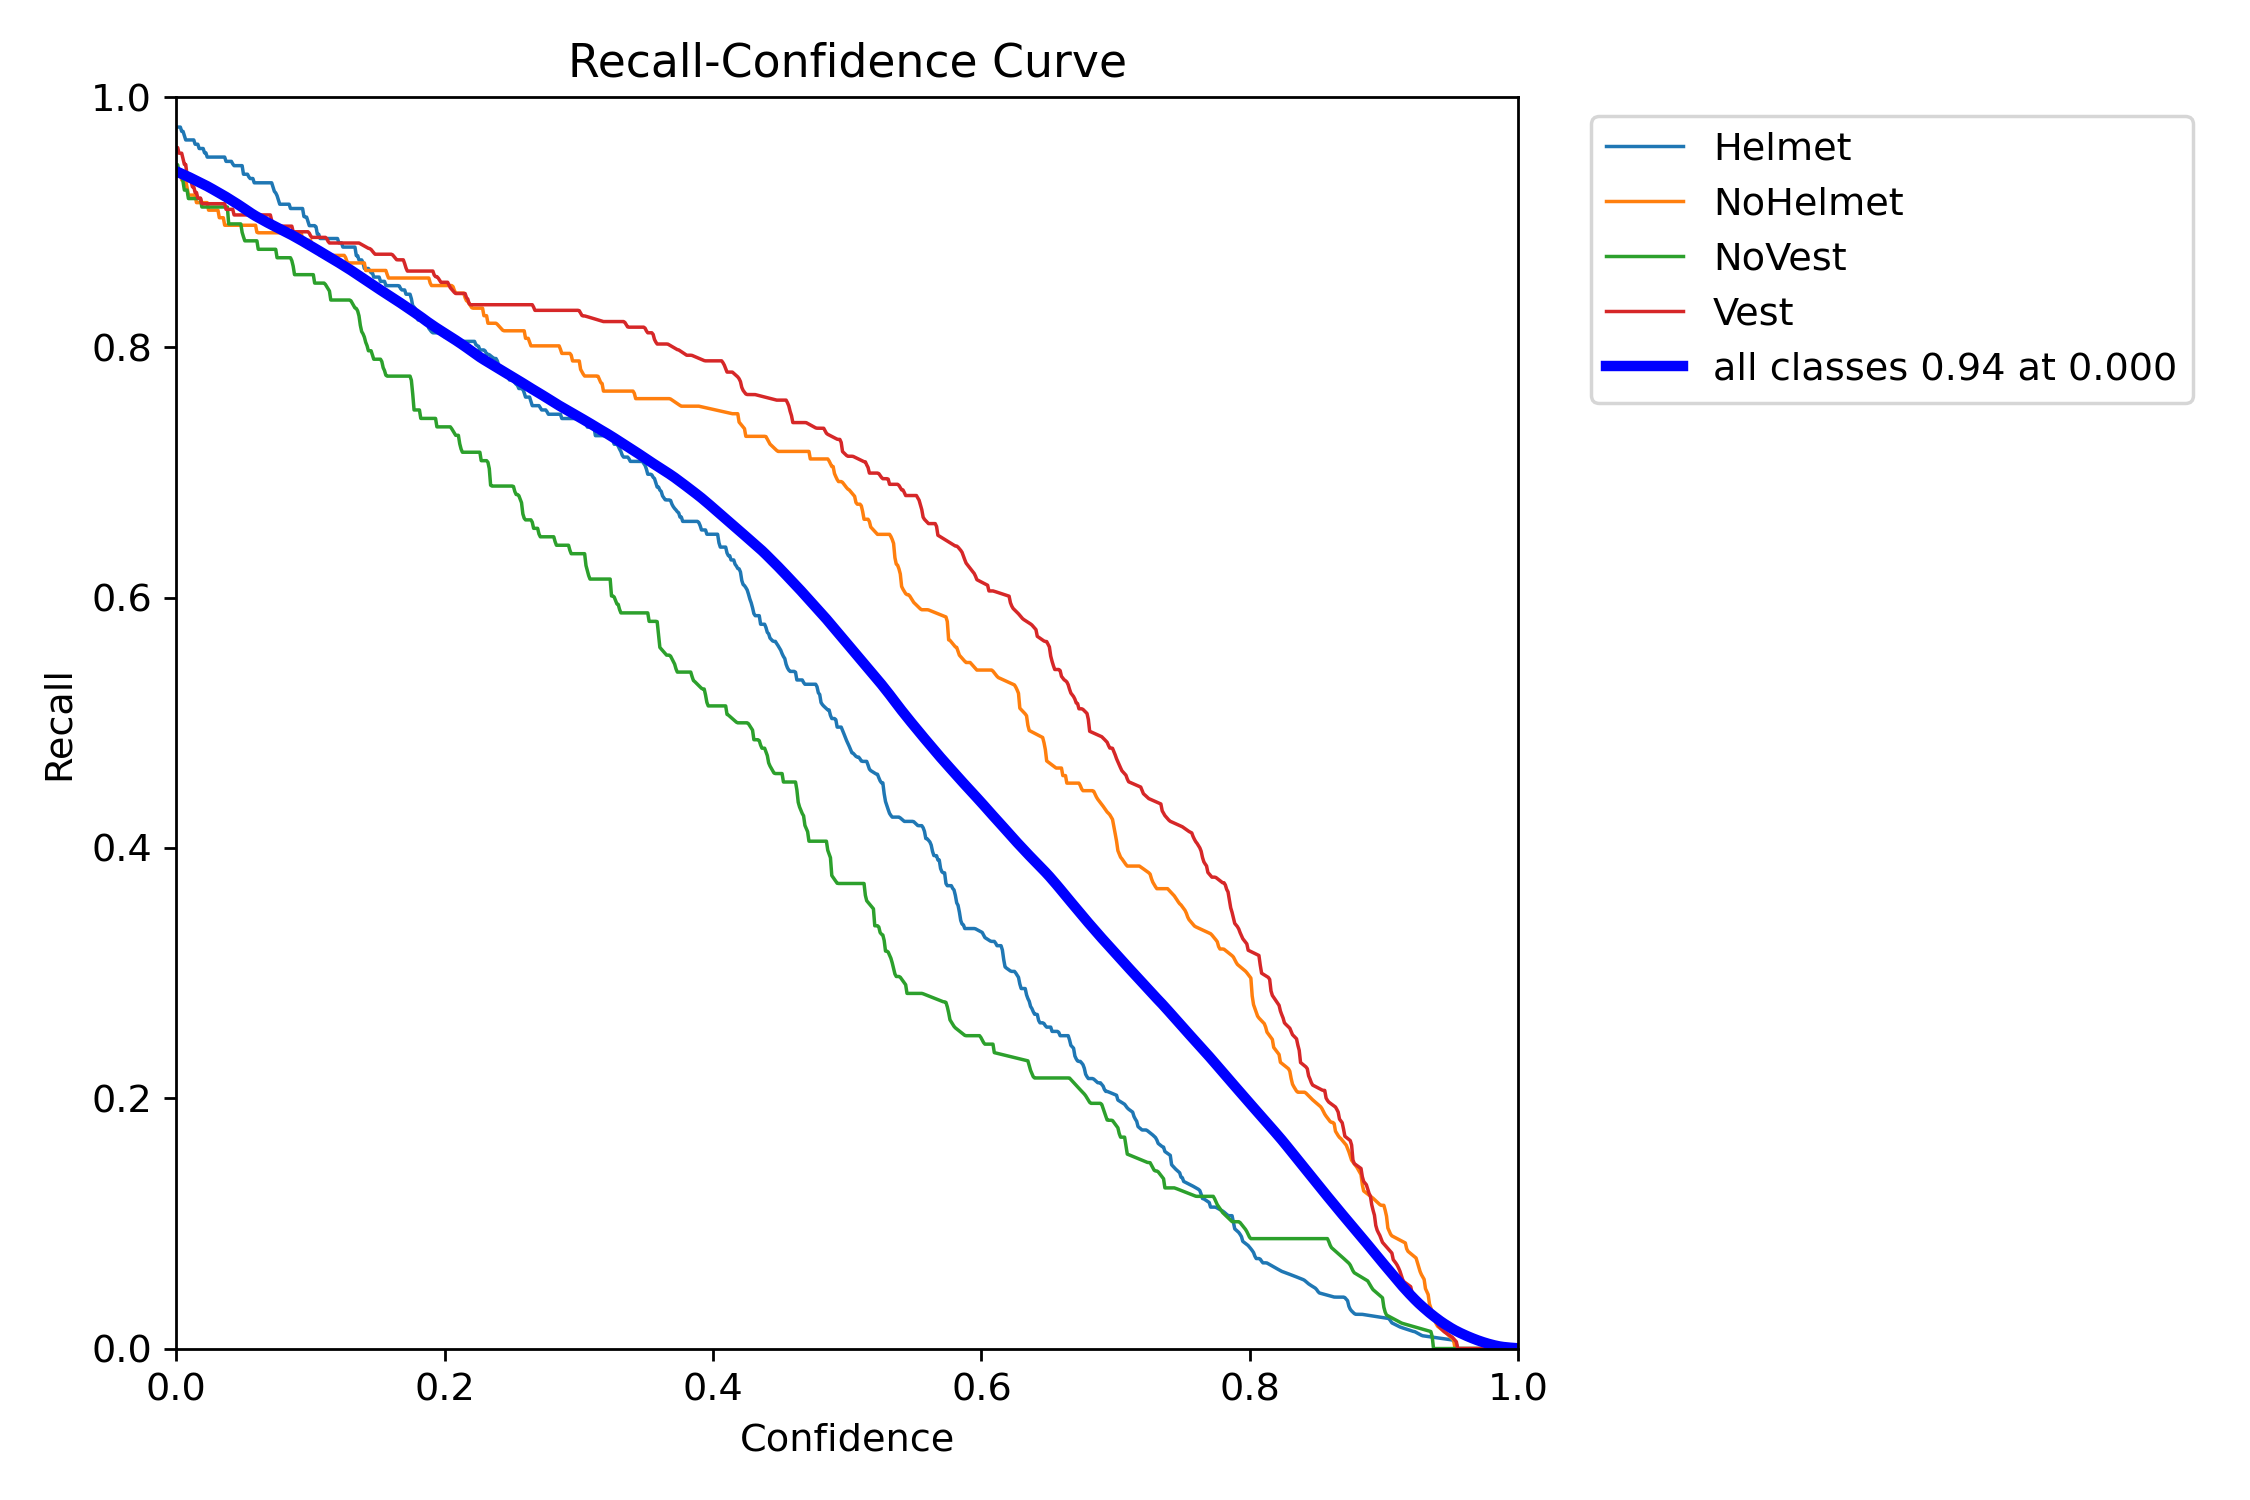 Recall-Confidence Curve
1.0
0.8
0.6
0.4
0.2
0.0
Recall
0.0 0.2 0.4 0.6 0.8 1.0
Confidence
Helmet
NoHelmet
NoVest
Vest
all classes 0.94 at 0.000